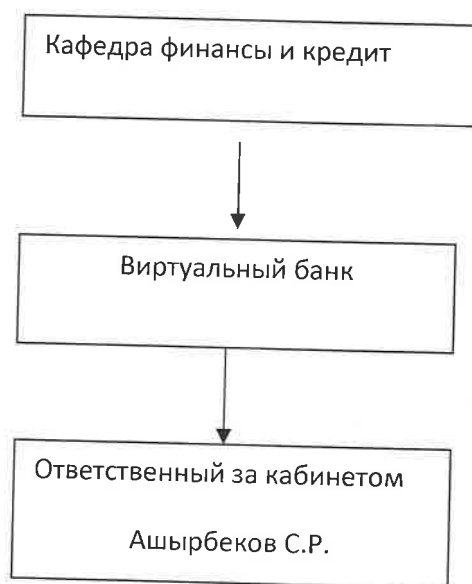 Кафедра финансы и кредит
Виртуальный банк
Ответственный за кабинетом
Ашырбеков С.Р.